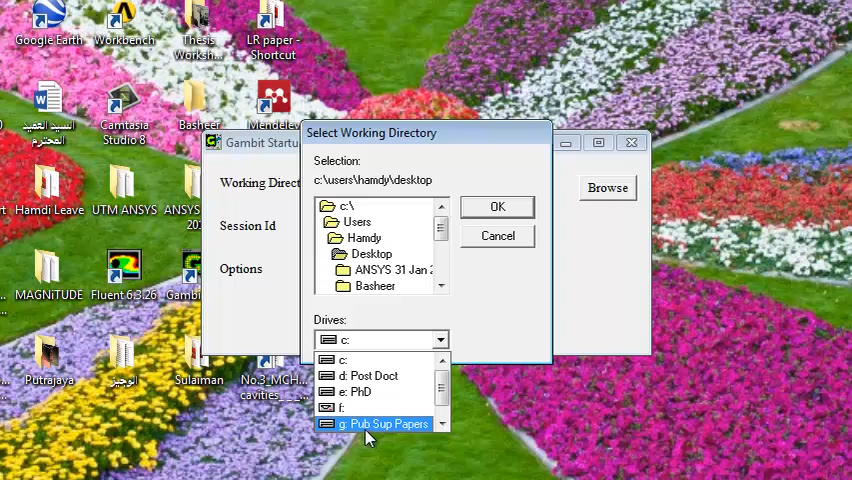 Google Earth
Workbench
Thesis
Worksh...
LR paper -
Shortcut
السيد العميد
المحترم
Camtasia
Studio 8
Basheer
Mendeley
Gambit Startu
Select Working Directory
Selection:
c:\users\hamdy\desktop
Working Direct
Browse
c:\
OK
Users
Hamdy
Cancel
Desktop
ANSYS 31 Jan 2
Basheer
Session Id
Options
Hamdi Leave
UTM ANSYS
ANSYS
MAGNiTUDE
Fluent 6.3.26
Drives:
c:
c:
d: Post Doct
e: PhD
f:
g: Pub Sup Papers
Putrajaya
الوجيز
Sulaiman
No.3_MCH
cavities_ _ _